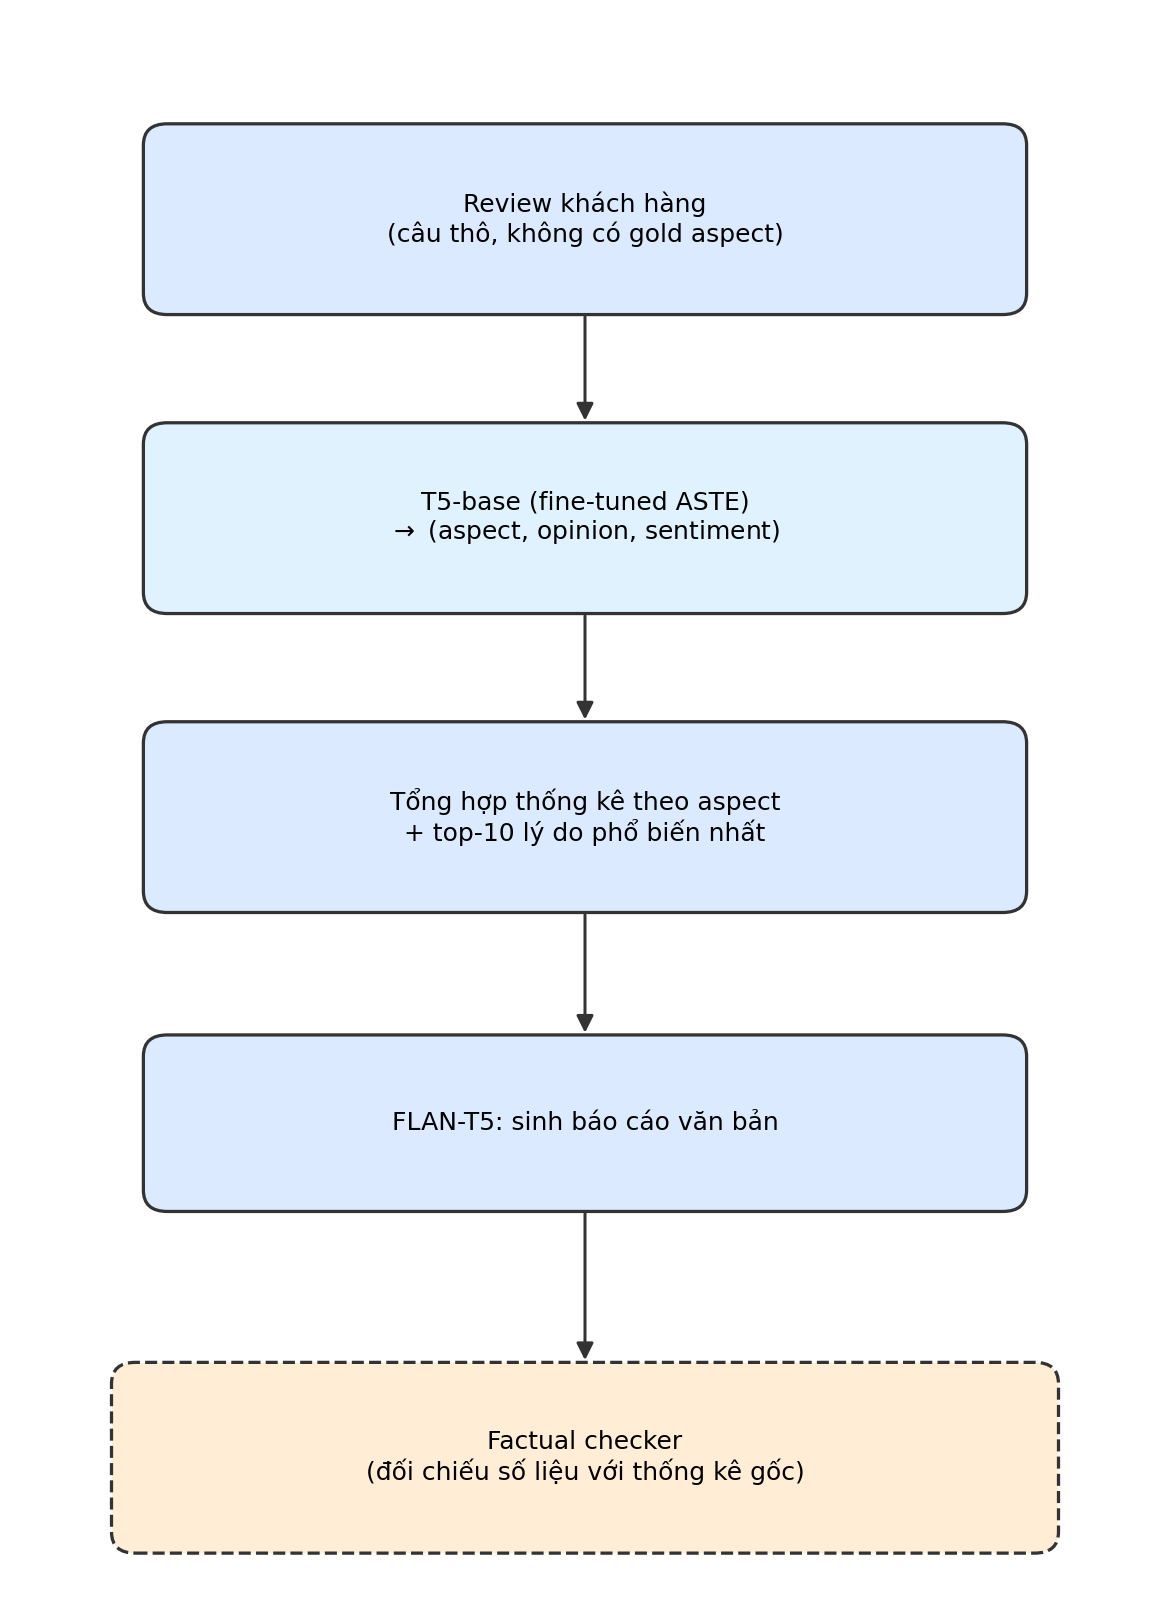 Review khách hàng
(câu thô, không có gold aspect)
T5-base (fine-tuned ASTE)
→ (aspect, opinion, sentiment)
Tổng hợp thống kê theo aspect
+ top-10 lý do phổ biến nhất
FLAN-T5: sinh báo cáo văn bản
Factual checker
(đối chiếu số liệu với thống kê gốc)